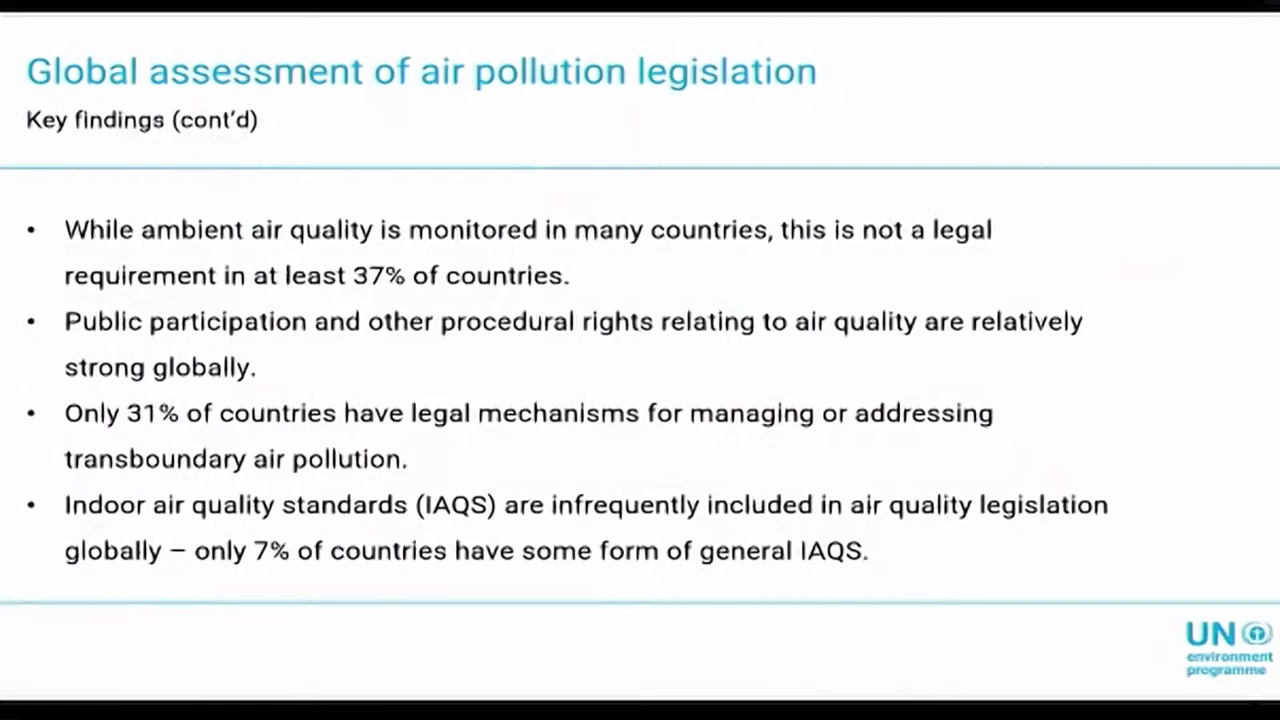 Global assessment of air pollution legislation
Key findings (cont'd)
• While ambient air quality is monitored in many countries, this is not a legal
requirement in at least 37% of countries.
• Public participation and other procedural rights relating to air quality are relatively
strong globally.
• Only 31% of countries have legal mechanisms for managing or addressing
transboundary air pollution.
• Indoor air quality standards (IAQS) are infrequently included in air quality legislation
globally – only 7% of countries have some form of general IAQS.
UN
environment
programme